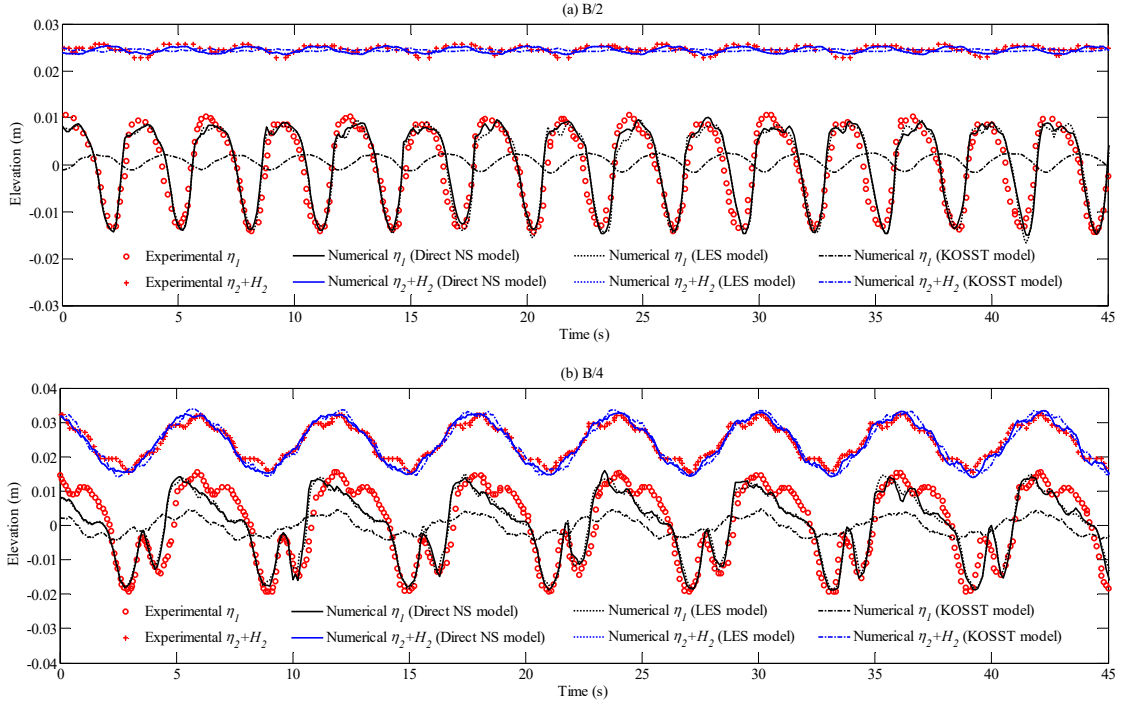 (a) B/2
0.03
0.02
0.01
0
-0.01
-0.02
-0.03
Elevation (m)
Experimental η1 Numerical η1 (Direct NS model) Numerical η1 (LES model) Numerical η1 (KOSST model)
Experimental η2+H2 Numerical η2+H2 (Direct NS model) Numerical η2+H2 (LES model) Numerical η2+H2 (KOSST model)
0 5 10 15 20 25 30 35 40 45
Time (s)
(b) B/4
0.04
0.03
0.02
0.01
0
-0.01
-0.02
-0.03
-0.04
Elevation (m)
Experimental η1 Numerical η1 (Direct NS model) Numerical η1 (LES model) Numerical η1 (KOSST model)
Experimental η2+H2 Numerical η2+H2 (Direct NS model) Numerical η2+H2 (LES model) Numerical η2+H2 (KOSST model)
0 5 10 15 20 25 30 35 40 45
Time (s)